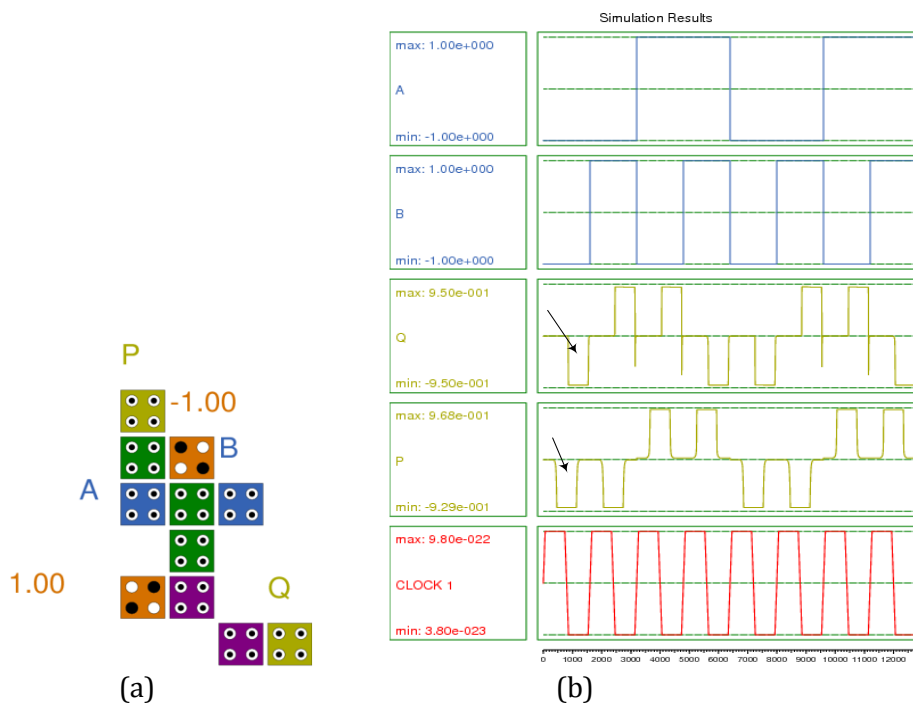 Simulation Results
max: 1.00e+000
A
min: -1.00e+000
max: 1.00e+000
B
min: -1.00e+000
max: 9.50e-001
Q
min: -9.50e-001
max: 9.68e-001
P
min: -9.29e-001
max: 9.80e-022
CLOCK 1
min: 3.80e-023
0 1000 2000 3000 4000 5000 6000 7000 8000 9000 10000 11000 12000
P
-1.00
B
A
1.00
Q
(a)
(b)